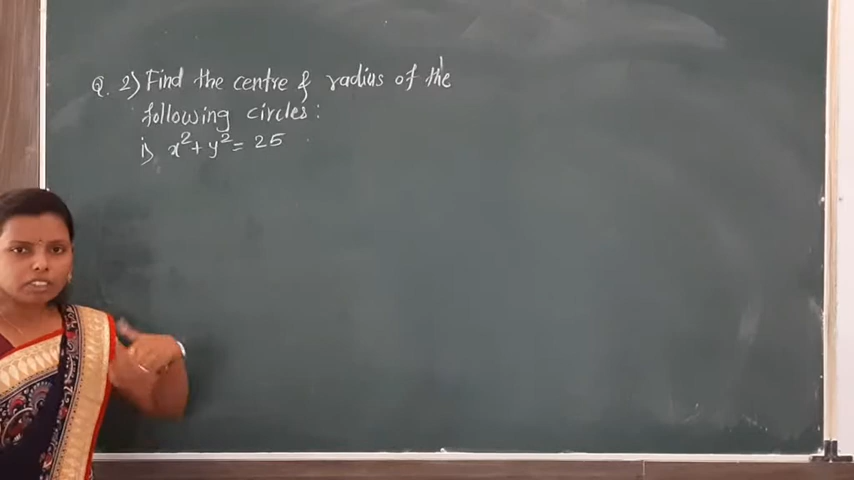 Q. 2) Find the centre & radius of the
following circles :
i) x² + y² = 25